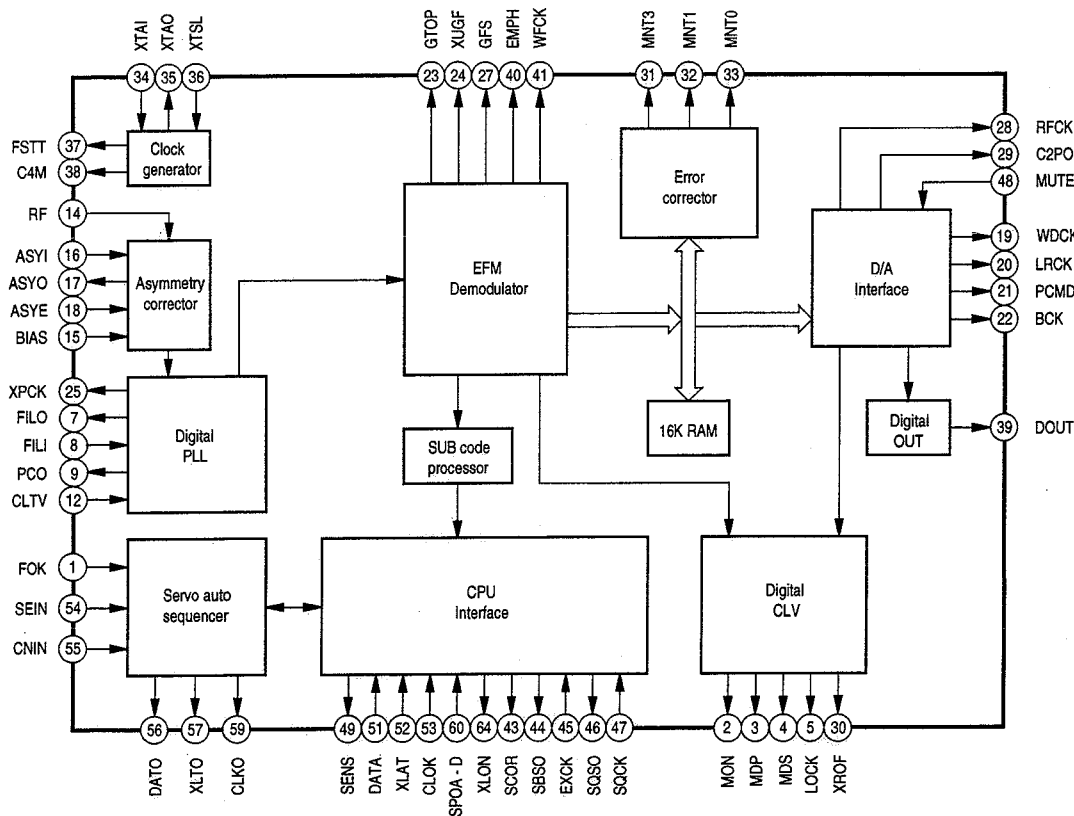 XTAI
XTAO
XTSL
GTOP
XUGF
GFS
EMPH
WFCK
MNT3
MNT1
MNT0
34
35
36
23
24
27
40
41
31
32
33
FSTT
37
C4M
38
Clock
generator
RF
14
ASYI
16
ASYO
17
ASYE
18
BIAS
15
Asymmetry
corrector
XPCK
25
FILO
7
FILI
8
PCO
9
CLTV
12
Digital
PLL
EFM
Demodulator
Error
corrector
D/A
Interface
28
RFCK
29
C2PO
48
MUTE
19
WDCK
20
LRCK
21
PCMD
22
BCK
SUB code
processor
16K RAM
Digital
OUT
39
DOUT
FOK
1
SEIN
54
CNIN
55
Servo auto
sequencer
CPU
Interface
Digital
CLV
56
57
59
49
51
52
53
60
64
43
44
45
46
47
2
3
4
5
30
DATO
XLTO
CLKO
SENS
DATA.
XLAT
CLOK
SPOA - D
XLON
SCOR
SBSO
EXCK
SQSO
SQCK
MON
MDP
MDS
LOCK
XROF